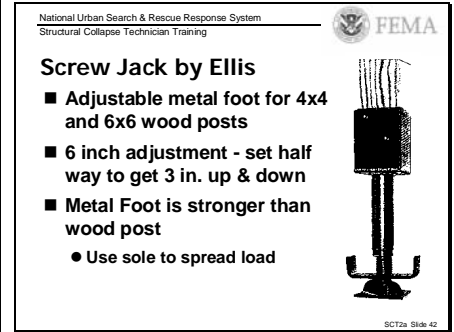 National Urban Search & Rescue Response System
Structural Collapse Technician Training
FEMA
Screw Jack by Ellis
■ Adjustable metal foot for 4x4
and 6x6 wood posts
■ 6 inch adjustment - set half
way to get 3 in. up & down
■ Metal Foot is stronger than
wood post
● Use sole to spread load
SCT2a Slide 42